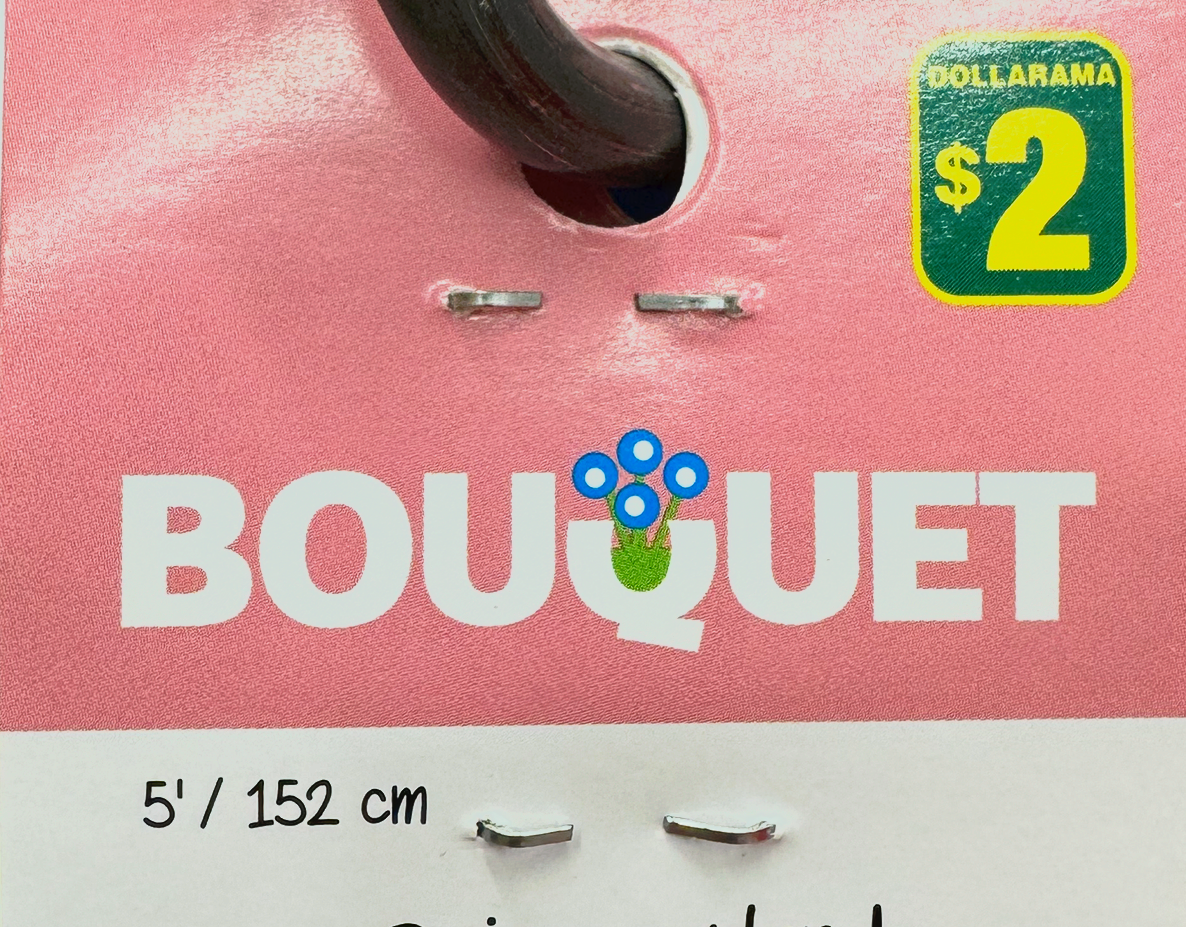 DOLLARAMA
$2
BOUQUET
5' / 152 cm